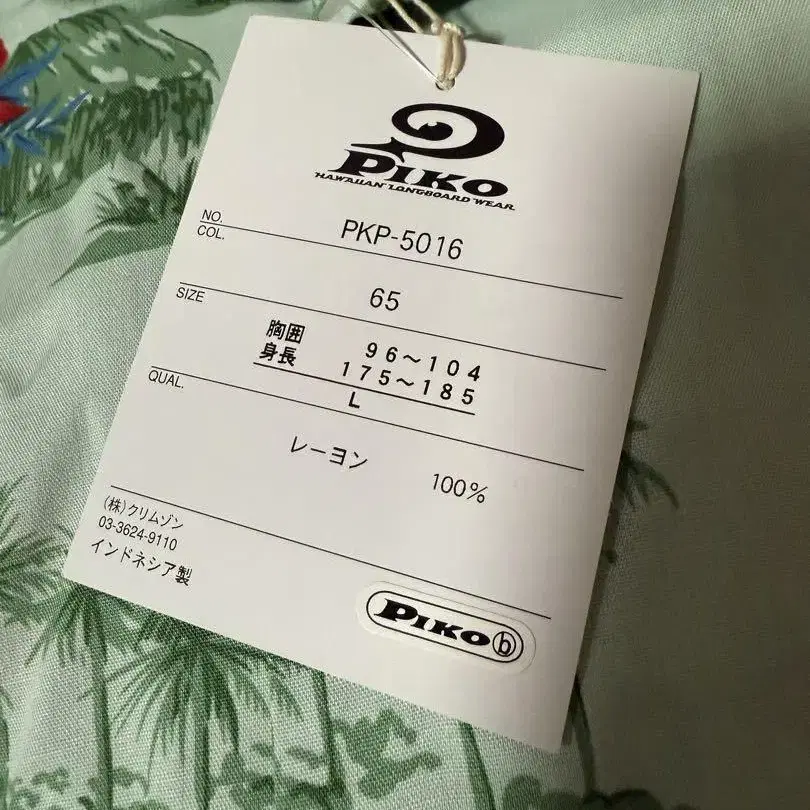 PIKO
HAWAIIAN LONGBOARD WEAR
NO.
COL.
PKP-5016
65
SIZE
胸囲 96～104
身長 175～185
L
QUAL.
レーヨン 100%
(株)クリムゾン
03-3624-9110
インドネシア製
PIKO b